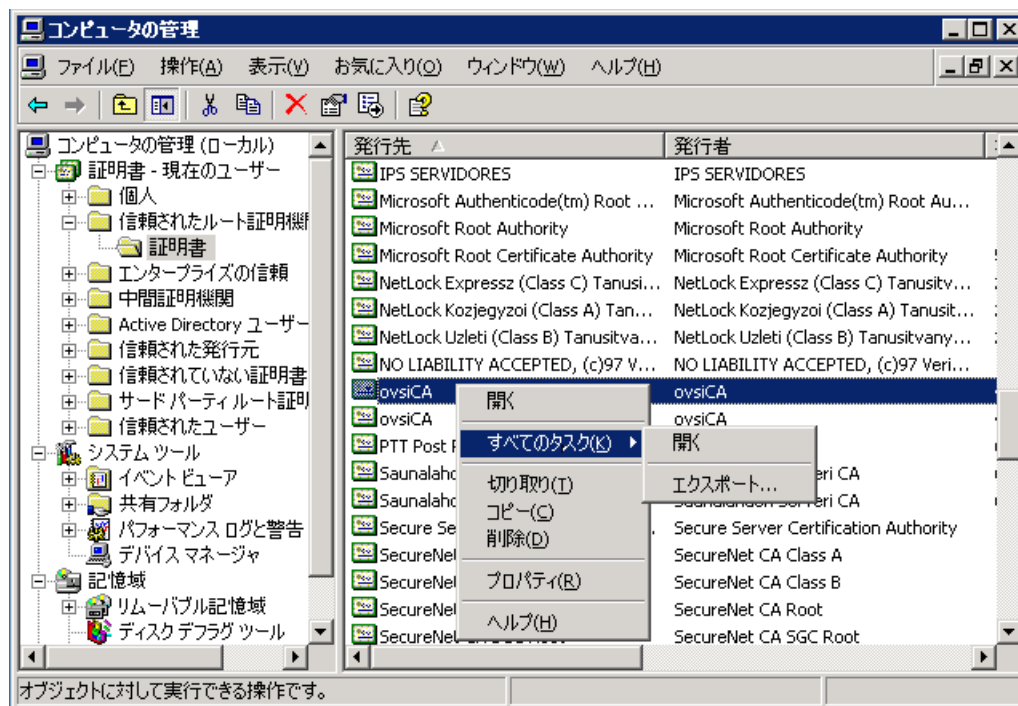 コンピュータの管理
ファイル(F) 操作(A) 表示(V) お気に入り(O) ウィンドウ(W) ヘルプ(H)
コンピュータの管理 (ローカル)
証明書 - 現在のユーザー
個人
信頼されたルート証明機関
証明書
エンタープライズの信頼
中間証明機関
Active Directory ユーザー
信頼された発行元
信頼されていない証明書
サード パーティ ルート証明
信頼されたユーザー
システム ツール
イベント ビューア
共有フォルダ
パフォーマンス ログと警告
デバイス マネージャ
記憶域
リムーバブル記憶域
ディスク デフラグ ツール
発行先 発行者
IPS SERVIDORES IPS SERVIDORES
Microsoft Authenticode(tm) Root ... Microsoft Authenticode(tm) Root Au...
Microsoft Root Authority Microsoft Root Authority
Microsoft Root Certificate Authority Microsoft Root Certificate Authority
NetLock Expressz (Class C) Tanusi... NetLock Expressz (Class C) Tanusitv...
NetLock Kozjegyzoi (Class A) Tan... NetLock Kozjegyzoi (Class A) Tanusit...
NetLock Uzleti (Class B) Tanusitva... NetLock Uzleti (Class B) Tanusitvany...
NO LIABILITY ACCEPTED, (c)97 V... NO LIABILITY ACCEPTED, (c)97 Veri...
ovsiCA ovsiCA
ovsiCA ovsiCA
PTT Post
Saunalaho eri CA
Saunalaho CA
Secure Se Secure Server Certification Authority
SecureNet SecureNet CA Class A
SecureNet SecureNet CA Class B
SecureNet SecureNet CA Root
SecureNet SecureNet CA SGC Root
開く
すべてのタスク(K)
切り取り(T)
コピー(C)
削除(D)
プロパティ(R)
ヘルプ(H)
開く
エクスポート...
オブジェクトに対して実行できる操作です。